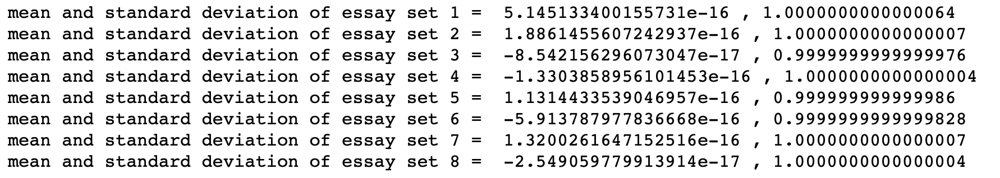 mean and standard deviation of essay set 1 =  5.145133400155731e-16 , 1.0000000000000064
mean and standard deviation of essay set 2 =  1.8861455607242937e-16 , 1.0000000000000007
mean and standard deviation of essay set 3 =  -8.542156296073047e-17 , 0.9999999999999976
mean and standard deviation of essay set 4 =  -1.3303858956101453e-16 , 1.0000000000000004
mean and standard deviation of essay set 5 =  1.1314433539046957e-16 , 0.999999999999986
mean and standard deviation of essay set 6 =  -5.913787977836668e-16 , 0.9999999999999828
mean and standard deviation of essay set 7 =  1.3200261647152516e-16 , 1.0000000000000007
mean and standard deviation of essay set 8 =  -2.549059779913914e-17 , 1.0000000000000004